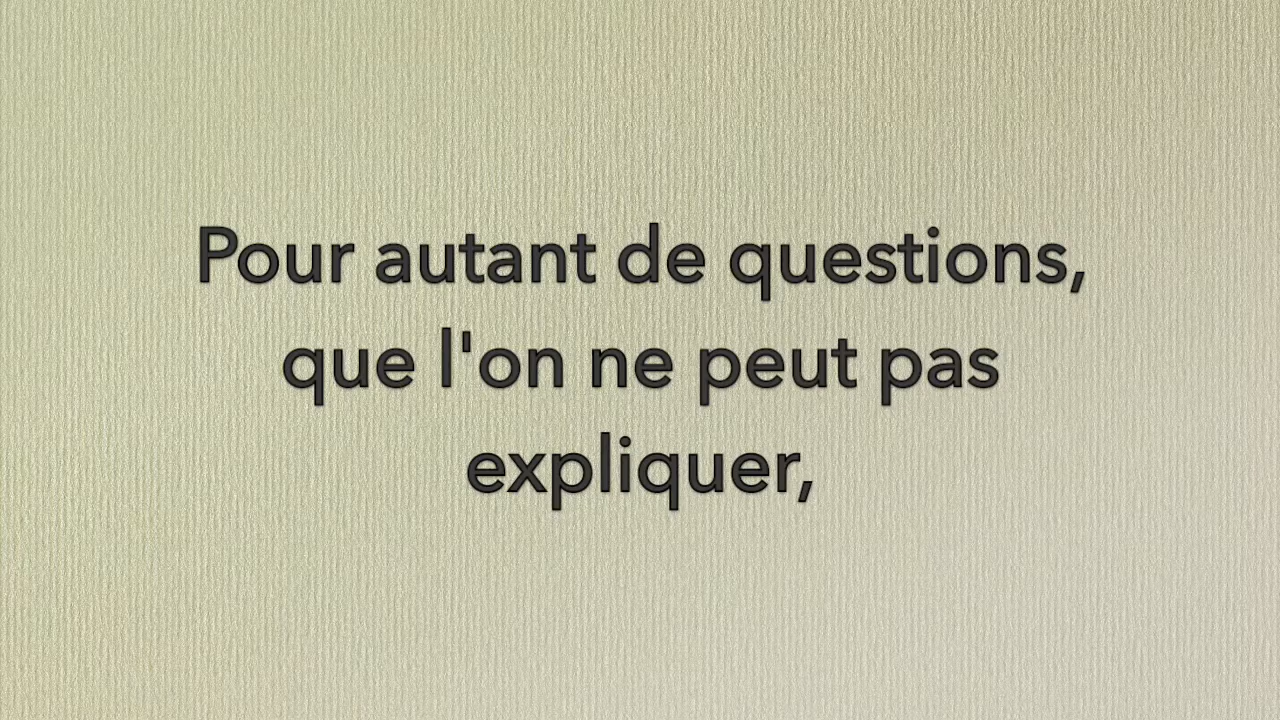 Pour autant de questions,
que l'on ne peut pas
expliquer,